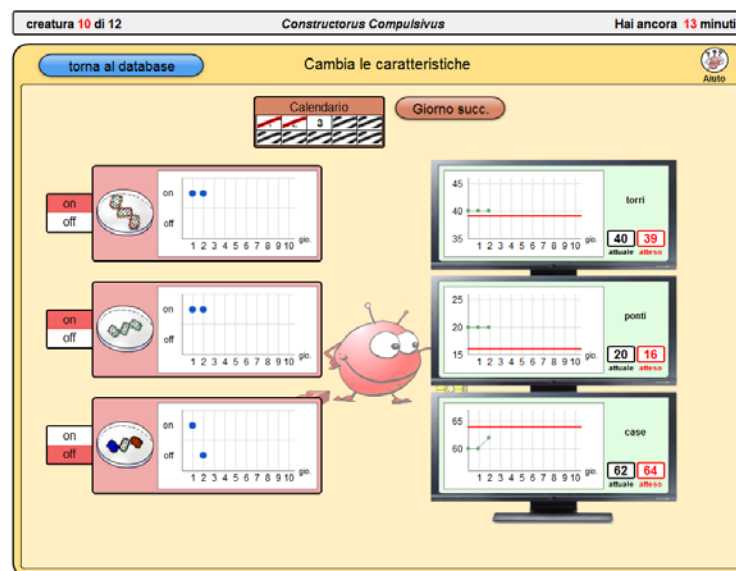 creatura 10 di 12 Constructorus Compulsivus Hai ancora 13 minuti
torna al database Cambia le caratteristiche Aiuto
Calendario Giorno succ.
3
on
off
on
off
1 2 3 4 5 6 7 8 9 10 gio.
45
35
1 2 3 4 5 6 7 8 9 10 gio.
torri
40 39
attuale atteso
on
off
on
off
1 2 3 4 5 6 7 8 9 10 gio.
25
20
15
1 2 3 4 5 6 7 8 9 10 gio.
ponti
20 16
attuale atteso
on
off
on
off
1 2 3 4 5 6 7 8 9 10 gio.
65
60
1 2 3 4 5 6 7 8 9 10 gio.
case
62 64
attuale atteso